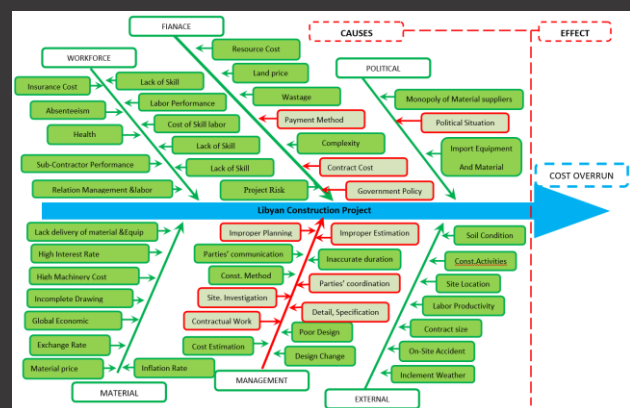 FIANACE
CAUSES
EFFECT
WORKFORCE
Resource Cost
POLITICAL
Insurance Cost
Lack of Skill
Land price
Absenteeism
Labor Performance
Wastage
Monopoly of Material suppliers
Health
Cost of Skill labor
Payment Method
Political Situation
Lack of Skill
Complexity
Import Equipment
And Material
Sub-Contractor Performance
Lack of Skill
Contract Cost
COST OVERRUN
Relation Management &labor
Project Risk
Government Policy
Libyan Construction Project
Lack delivery of material &Equip
Improper Planning
Improper Estimation
Soil Condition
High Interest Rate
Parties' communication
Inaccurate duration
Const.Activities
High Machinery Cost
Const. Method
Parties' coordination
Site Location
Incomplete Drawing
Site. Investigation
Detail, Specification
Labor Productivity
Global Economic
Contractual Work
Poor Design
Contract size
Exchange Rate
Cost Estimation
Design Change
On-Site Accident
Material price
Inflation Rate
Inclement Weather
MATERIAL
MANAGEMENT
EXTERNAL